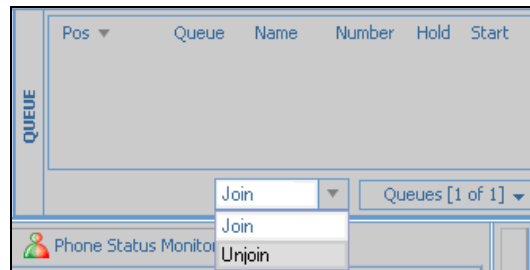 Pos Queue Name Number Hold Start
QUEUE
Join Queues [1 of 1]
Join
Phone Status Monitor
Unjoin